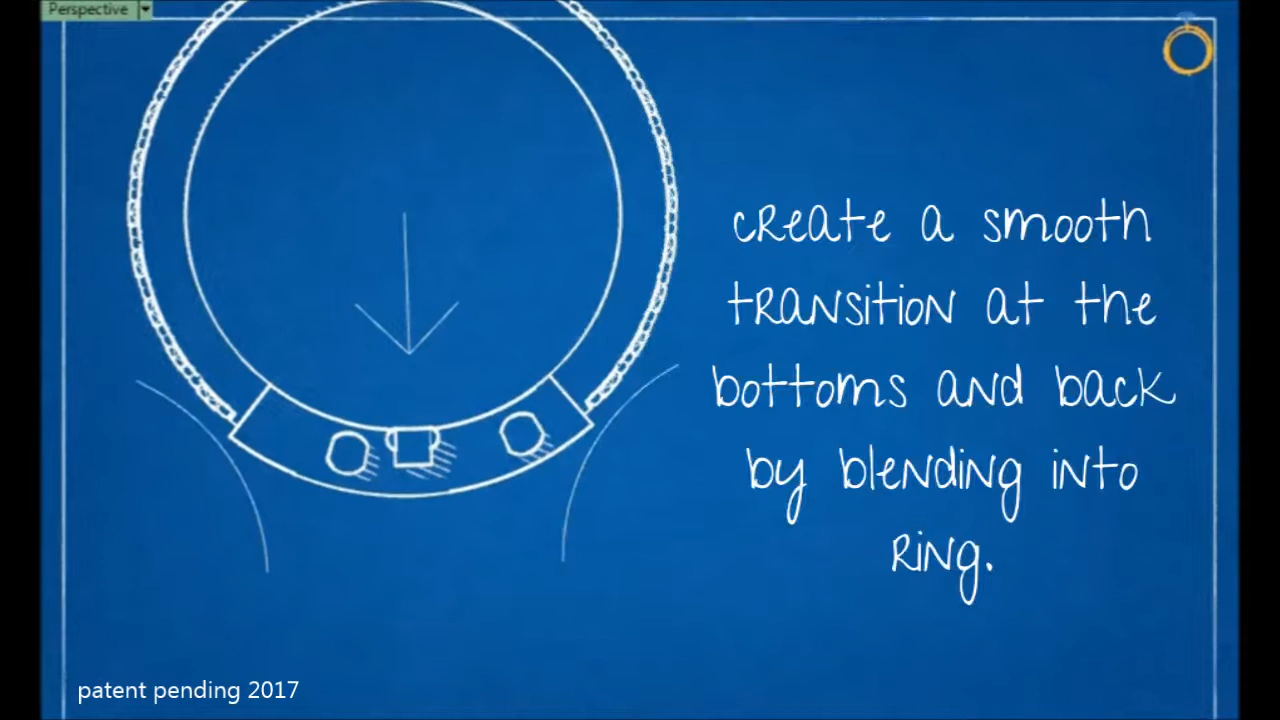 Perspective
create a smooth
transition at the
bottoms and back
by blending into
Ring.
patent pending 2017